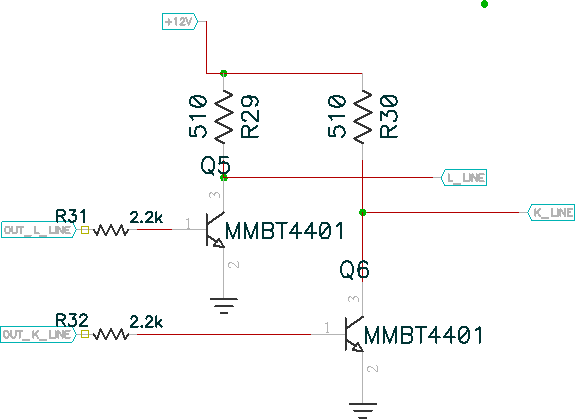 +12V
510
R29
510
R30
Q5
L_LINE
3
K_LINE
R31
2.2k
1
MMBT4401
OUT_L_LINE
2
Q6
3
R32
2.2k
1
MMBT4401
OUT_K_LINE
2